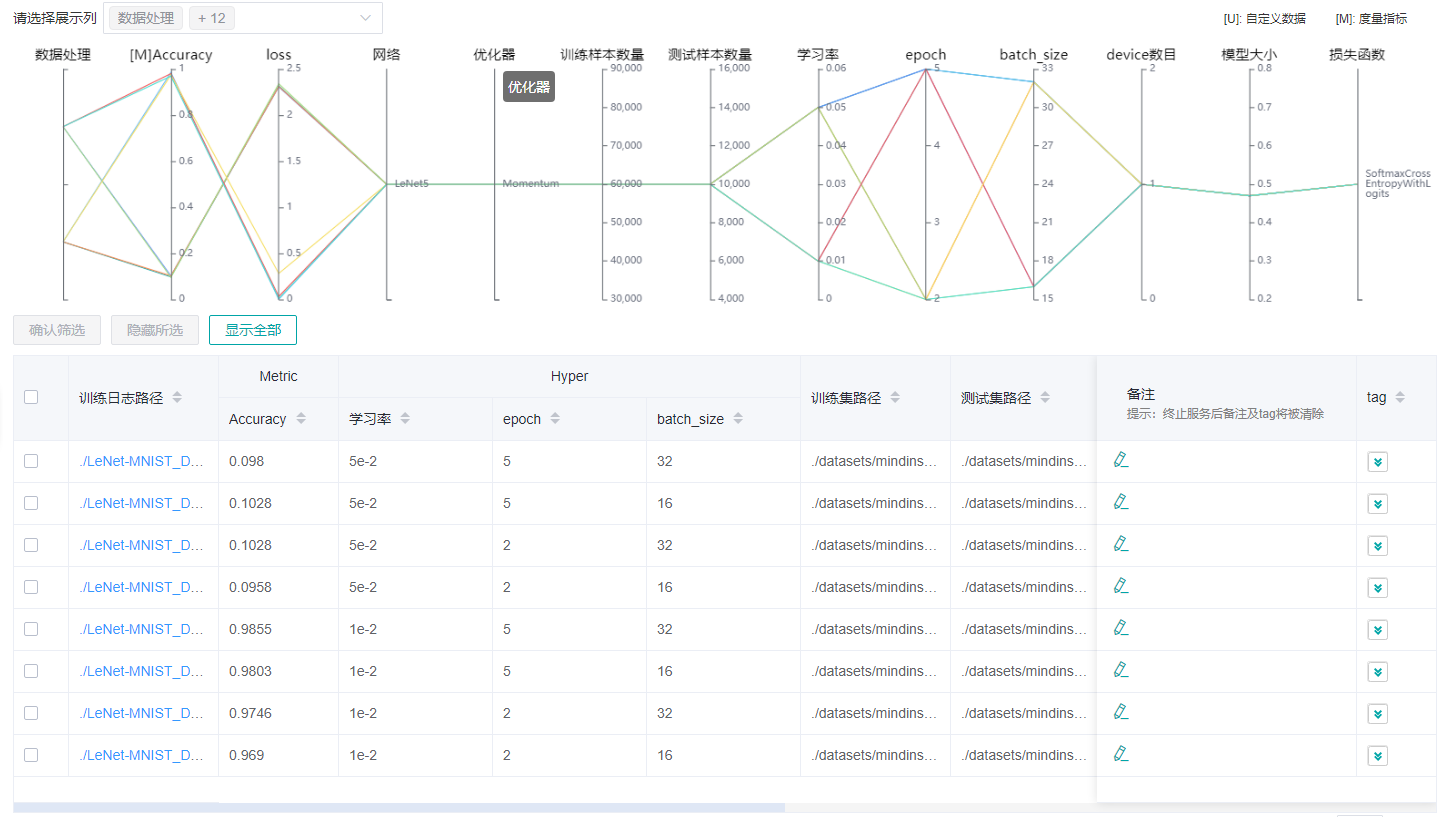 请选择展示列 数据处理 + 12 [U]: 自定义数据 [M]: 度量指标
数据处理 [M]Accuracy loss 网络 优化器 训练样本数量 测试样本数量 学习率 epoch batch_size device数目 模型大小 损失函数
1 2.5 90,000 16,000 0.06 5 33 2 0.8
优化器
0.8 2 80,000 14,000 0.05 30 0.7
0.6 1.5 70,000 12,000 0.04 4 27 0.6
LeNet5 Momentum 60,000 10,000 0.03 24 1 0.5 SoftmaxCross
EntropyWithL
ogits
0.4 1 50,000 8,000 0.02 3 21 0.4
0.2 0.5 40,000 6,000 0.01 18 0.3
0 0 30,000 4,000 0 2 15 0 0.2
确认筛选 隐藏所选 显示全部
Metric Hyper
训练日志路径 训练集路径 测试集路径 备注 tag
提示：终止服务后备注及tag将被清除
Accuracy 学习率 epoch batch_size
./LeNet-MNIST_D... 0.098 5e-2 5 32 ./datasets/mindins... ./datasets/mindins...
./LeNet-MNIST_D... 0.1028 5e-2 5 16 ./datasets/mindins... ./datasets/mindins...
./LeNet-MNIST_D... 0.1028 5e-2 2 32 ./datasets/mindins... ./datasets/mindins...
./LeNet-MNIST_D... 0.0958 5e-2 2 16 ./datasets/mindins... ./datasets/mindins...
./LeNet-MNIST_D... 0.9855 1e-2 5 32 ./datasets/mindins... ./datasets/mindins...
./LeNet-MNIST_D... 0.9803 1e-2 5 16 ./datasets/mindins... ./datasets/mindins...
./LeNet-MNIST_D... 0.9746 1e-2 2 32 ./datasets/mindins... ./datasets/mindins...
./LeNet-MNIST_D... 0.969 1e-2 2 16 ./datasets/mindins... ./datasets/mindins...